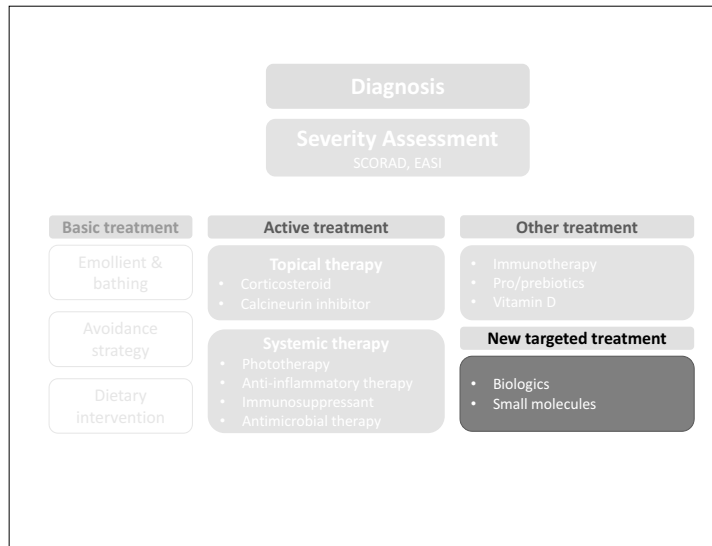 Diagnosis
Severity Assessment
SCORAD, EASI
Basic treatment
Emollient &
bathing
Avoidance
strategy
Dietary
intervention
Active treatment
Topical therapy
• Corticosteroid
• Calcineurin inhibitor
Systemic therapy
• Phototherapy
• Anti-inflammatory therapy
• Immunosuppressant
• Antimicrobial therapy
Other treatment
• Immunotherapy
• Pro/prebiotics
• Vitamin D
New targeted treatment
• Biologics
• Small molecules